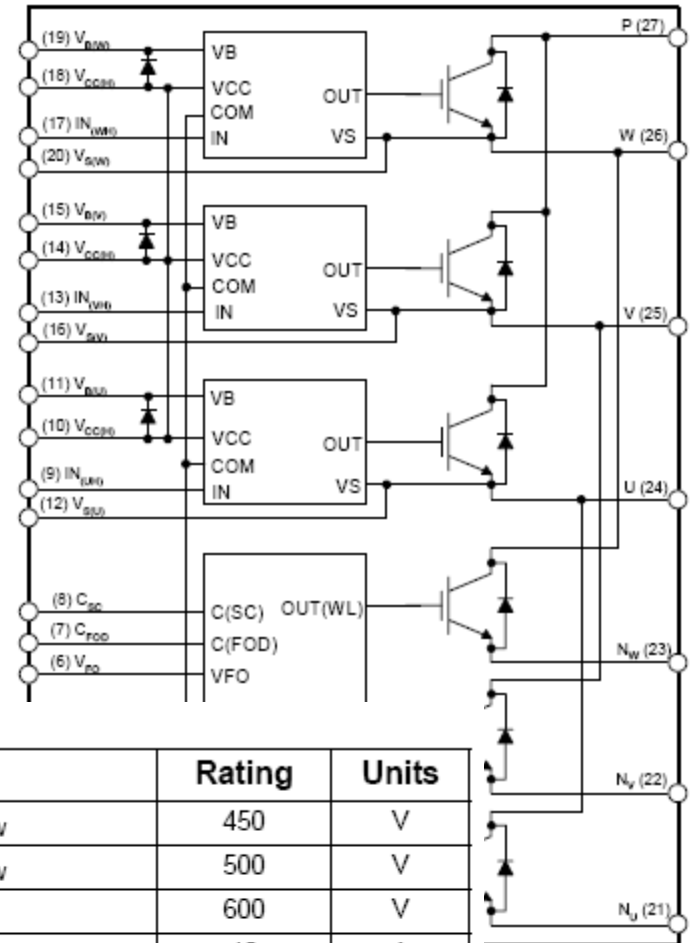 P (27)
(19) VB(W)
VB
(18) VCC(H)
VCC
OUT
COM
(17) IN(WH)
IN
VS
W (26)
(20) VS(W)
(15) VB(V)
VB
(14) VCC(H)
VCC
OUT
COM
(13) IN(VH)
IN
VS
V (25)
(16) VS(V)
(11) VB(U)
VB
(10) VCC(H)
VCC
OUT
COM
(9) IN(UH)
IN
VS
U (24)
(12) VS(U)
(8) CSC
C(SC) OUT(WL)
(7) CFOD
C(FOD)
(6) VFO
VFO
NW (23)
Rating Units
NV (22)
450 V
500 V
600 V
NU (21)